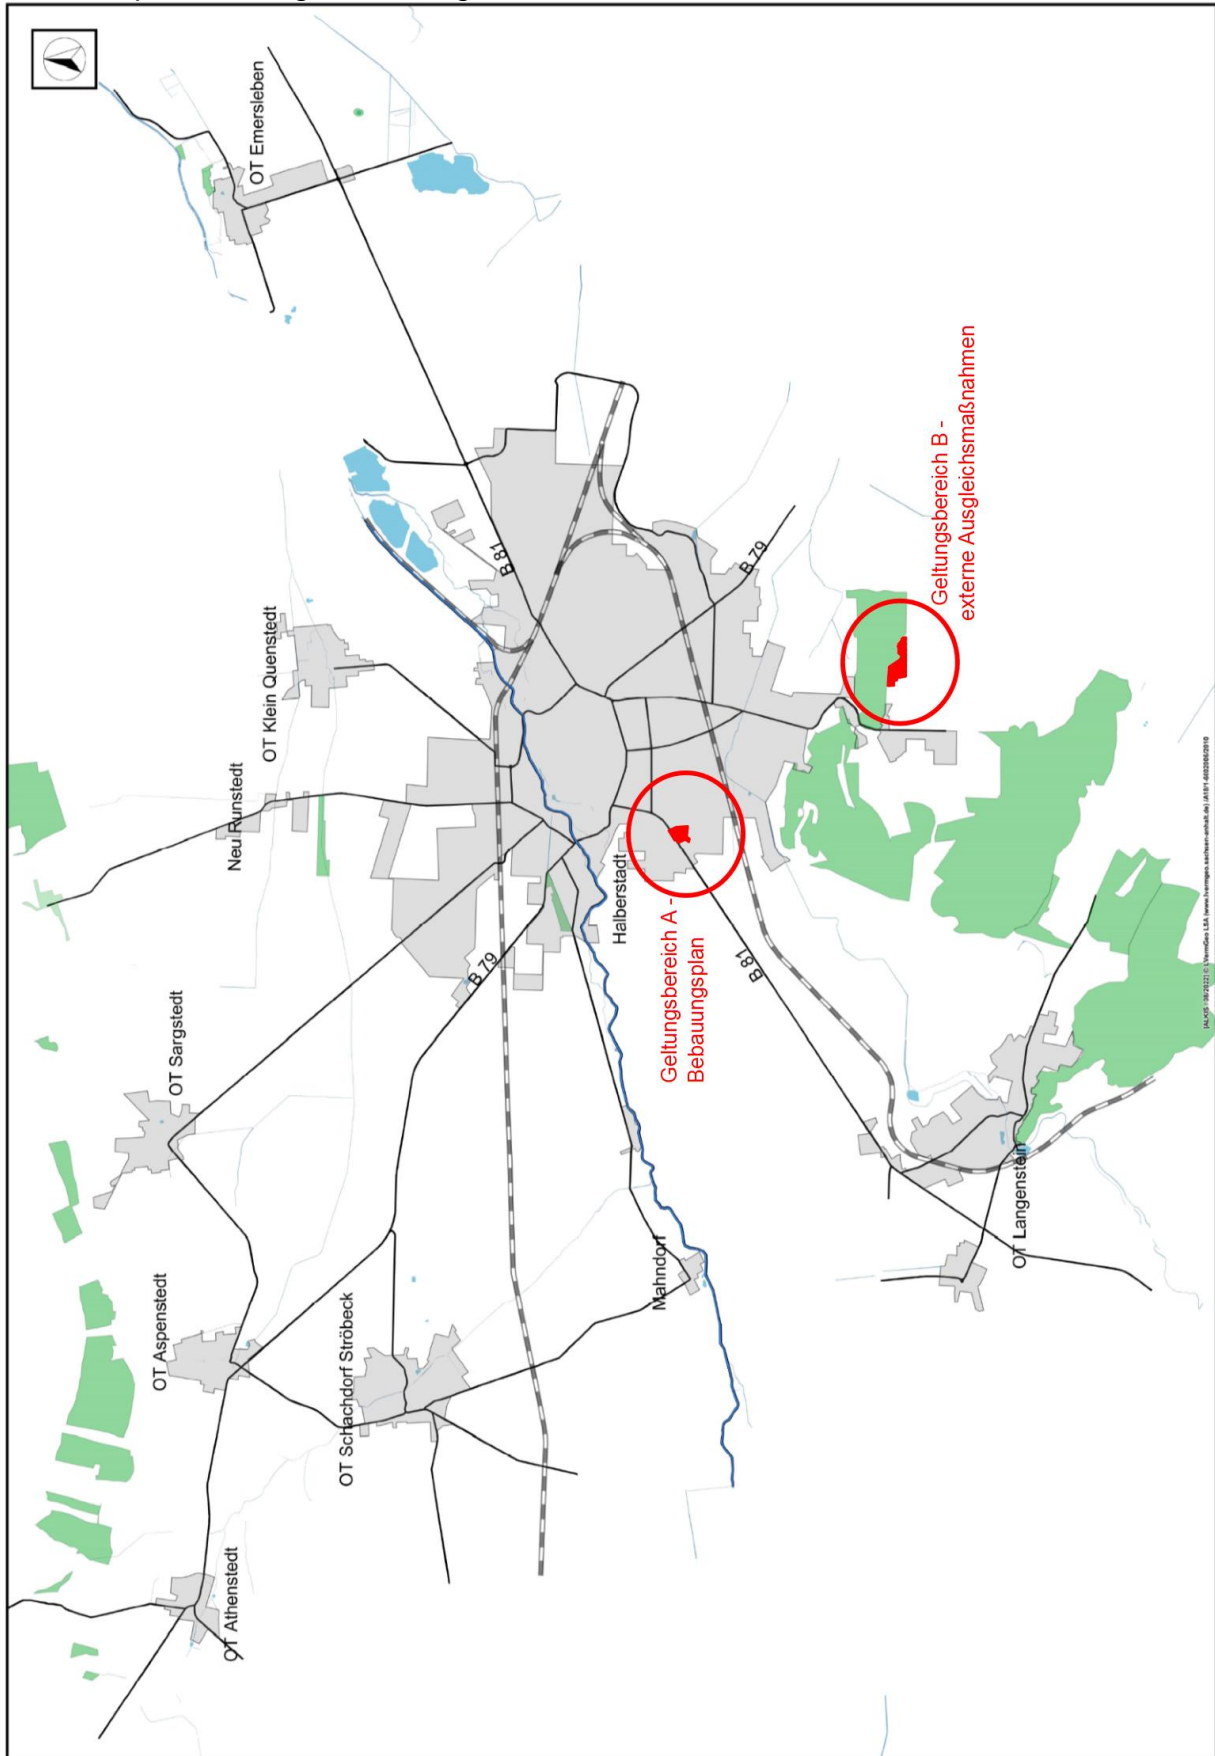 OT Emersleben
OT Klein Quenstedt
Neu Runstedt
OT Sargstedt
OT Aspenstedt
OT Schachdorf Ströbeck
OT Athenstedt
B 81
B 79
B 79
Halberstadt
Geltungsbereich A -
Bebauungsplan
B 81
Mahndorf
OT Langenstein
Geltungsbereich B -
externe Ausgleichsmaßnahmen